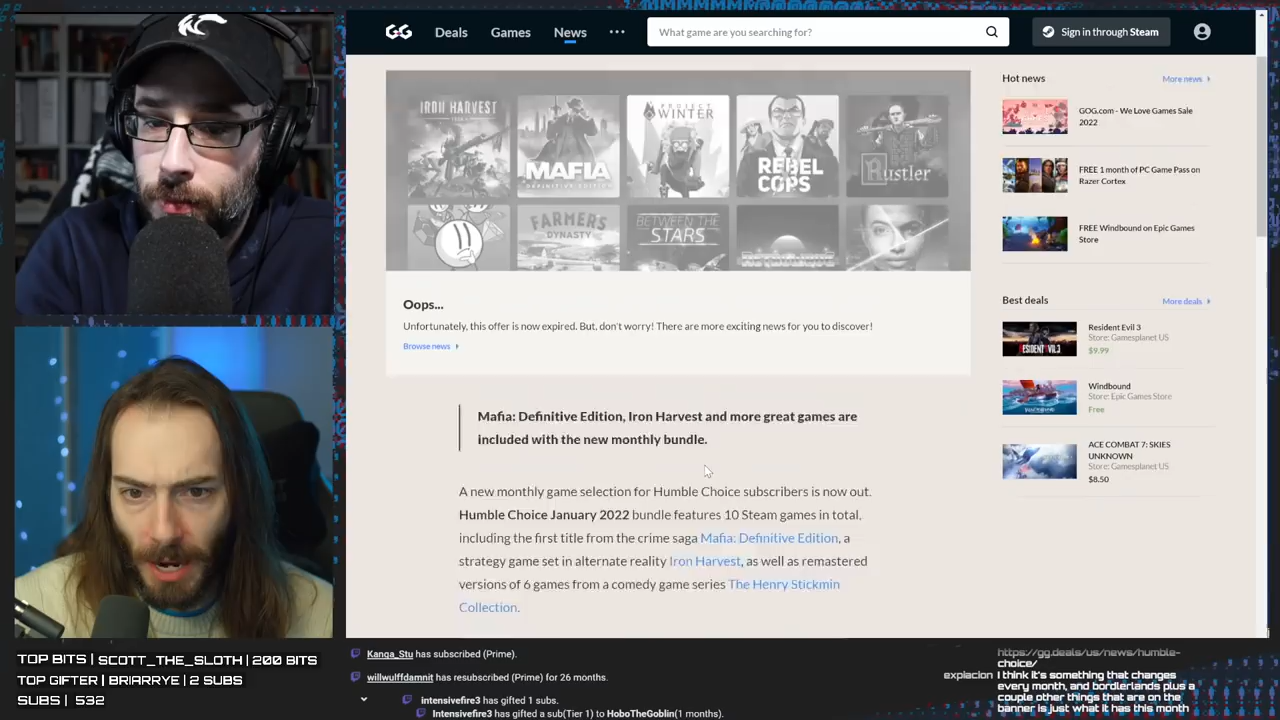 GG
Deals
Games
News
What game are you searching for?
Sign in through Steam
IRON HARVEST
MAFIA
DEFINITIVE EDITION
PROJECT
WINTER
REBEL
COPS
Rustler
FARMERS
DYNASTY
BETWEEN THE
STARS
Oops...
Unfortunately, this offer is now expired. But, don't worry! There are more exciting news for you to discover!
Browse news
Mafia: Definitive Edition, Iron Harvest and more great games are
included with the new monthly bundle.
A new monthly game selection for Humble Choice subscribers is now out.
Humble Choice January 2022 bundle features 10 Steam games in total,
including the first title from the crime saga Mafia: Definitive Edition, a
strategy game set in alternate reality Iron Harvest, as well as remastered
versions of 6 games from a comedy game series The Henry Stickmin
Collection.
Hot news
More news
GOG.com - We Love Games Sale
2022
FREE 1 month of PC Game Pass on
Razer Cortex
FREE Windbound on Epic Games
Store
Best deals
More deals
RESIDENT EVIL 3
Resident Evil 3
Store: Gamesplanet US
$9.99
Windbound
Store: Epic Games Store
Free
ACE COMBAT 7: SKIES
UNKNOWN
Store: Gamesplanet US
$8.50
TOP BITS | SCOTT_THE_SLOTH | 200 BITS
TOP GIFTER | BRIARRYE | 2 SUBS
SUBS | 532
Kanga_Stu has subscribed (Prime).
willwulffdamnit has resubscribed (Prime) for 26 months.
intensivefire3 has gifted 1 subs.
Intensivefire3 has gifted a sub(Tier 1) to HoboTheGoblin(1 months).
https://gg.deals/us/news/humble-
choice/
explacion I think it's something that changes
every month, and bordlerlands plus a
couple other things that are on the
banner is just what it has this month